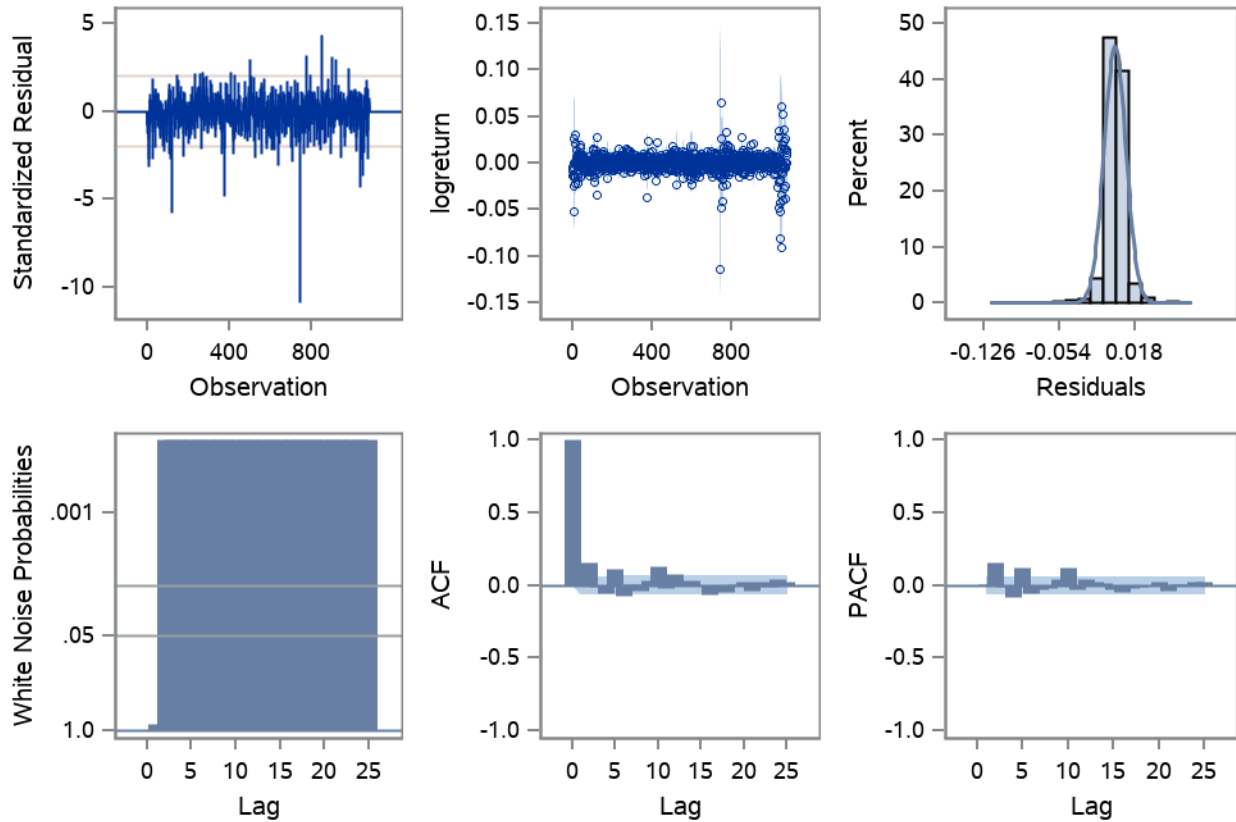 Standardized Residual
5
0
-5
-10
0 400 800
Observation
logreturn
0.15
0.10
0.05
0.00
-0.05
-0.10
-0.15
0 400 800
Observation
Percent
50
40
30
20
10
0
-0.126 -0.054 0.018
Residuals
White Noise Probabilities
.001
.05
1.0
0 5 10 15 20 25
Lag
ACF
1.0
0.5
0.0
-0.5
-1.0
0 5 10 15 20 25
Lag
PACF
1.0
0.5
0.0
-0.5
-1.0
0 5 10 15 20 25
Lag